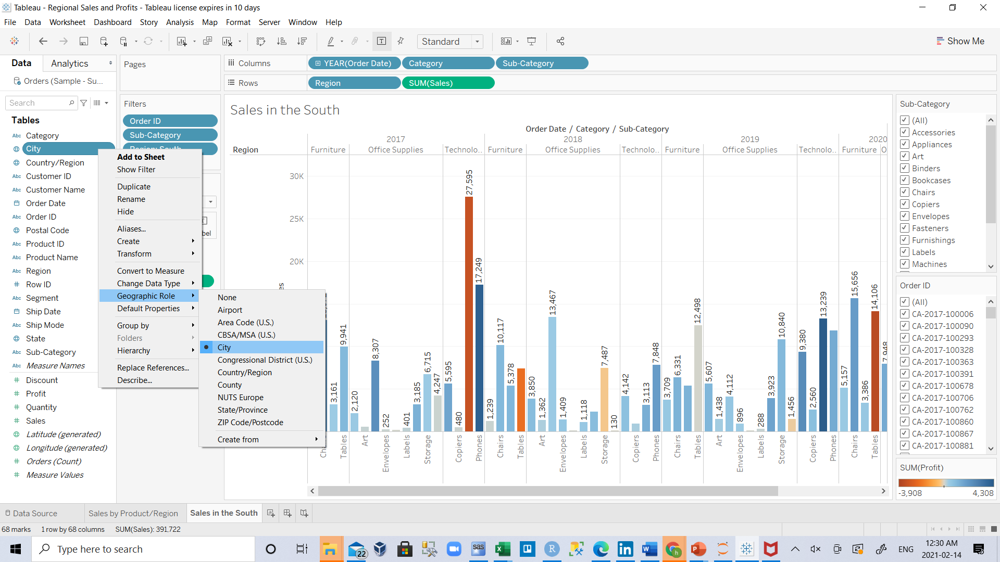 Tableau - Regional Sales and Profits - Tableau license expires in 10 days
File Data Worksheet Dashboard Story Analysis Map Format Server Window Help
Standard
Show Me
Data
Analytics
Orders (Sample - Su...
Search
Tables
Abc Category
City
Country/Region
Abc Customer ID
Abc Customer Name
Order Date
Abc Order ID
Postal Code
Abc Product ID
Abc Product Name
Abc Region
# Row ID
Abc Segment
Ship Date
Abc Ship Mode
State
Abc Sub-Category
Abc Measure Names
# Discount
# Profit
# Quantity
# Sales
Latitude (generated)
Longitude (generated)
# Orders (Count)
# Measure Values
Pages
Filters
Order ID
Sub-Category
Columns
YEAR(Order Date) Category Sub-Category
Rows
Region SUM(Sales)
Add to Sheet
Show Filter
Duplicate
Rename
Hide
Aliases...
Create
Transform
Convert to Measure
Change Data Type
Geographic Role
Default Properties
Group by
Folders
Hierarchy
Replace References...
Describe...
bel
None
Airport
Area Code (U.S.)
CBSA/MSA (U.S.)
City
Congressional District (U.S.)
Country/Region
County
NUTS Europe
State/Province
ZIP Code/Postcode
Create from
Sales in the South
Order Date / Category / Sub-Category
2017 2018 2019 2020
Region
Furniture Office Supplies Technolo.. Furniture Office Supplies Technolo.. Furniture Office Supplies Technolo.. Furniture O
30K
25K
20K
es
3,161
9,941
2,120
8,307
252
401
3,185
6,715
4,247
5,595
480
27,595
17,249
1,239
10,117
5,378
3,850
1,362
13,467
1,409
1,118
7,487
130
4,142
3,113
7,848
3,709
6,331
12,498
5,607
1,438
4,112
896
288
3,923
10,840
1,456
9,380
2,560
13,239
5,157
15,656
3,386
14,106
7,948
Ch
Tables
Art
Envelopes
Labels
Storage
Copiers
Phones
Chairs
Tables
Art
Envelopes
Labels
Storage
Copiers
Phones
Chairs
Tables
Art
Envelopes
Labels
Storage
Copiers
Phones
Chairs
Tables
Sub-Category
(All)
Accessories
Appliances
Art
Binders
Bookcases
Chairs
Copiers
Envelopes
Fasteners
Furnishings
Labels
Machines
Order ID
(All)
CA-2017-100006
CA-2017-100090
CA-2017-100293
CA-2017-100328
CA-2017-100363
CA-2017-100391
CA-2017-100678
CA-2017-100706
CA-2017-100762
CA-2017-100860
CA-2017-100867
CA-2017-100881
SUM(Profit)
-3,908 4,308
Data Source
Sales by Product/Region
Sales in the South
68 marks 1 row by 68 columns SUM(Sales): 391,722
Type here to search
22
sas
ENG
12:30 AM
2021-02-14